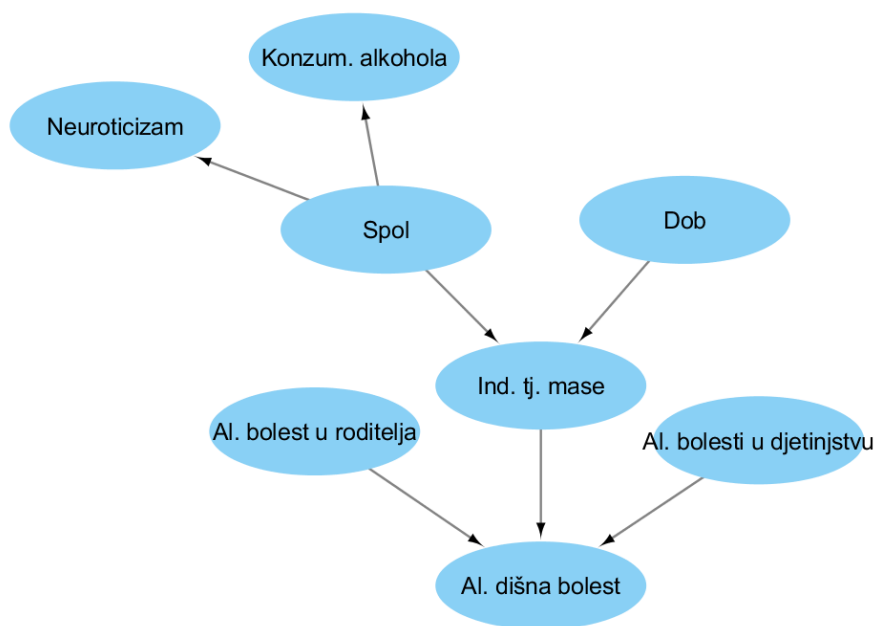 Konzum. alkohola
Neuroticizam
Spol
Dob
Ind. tj. mase
Al. bolest u roditelja
Al. bolesti u djetinjstvu
Al. dišna bolest